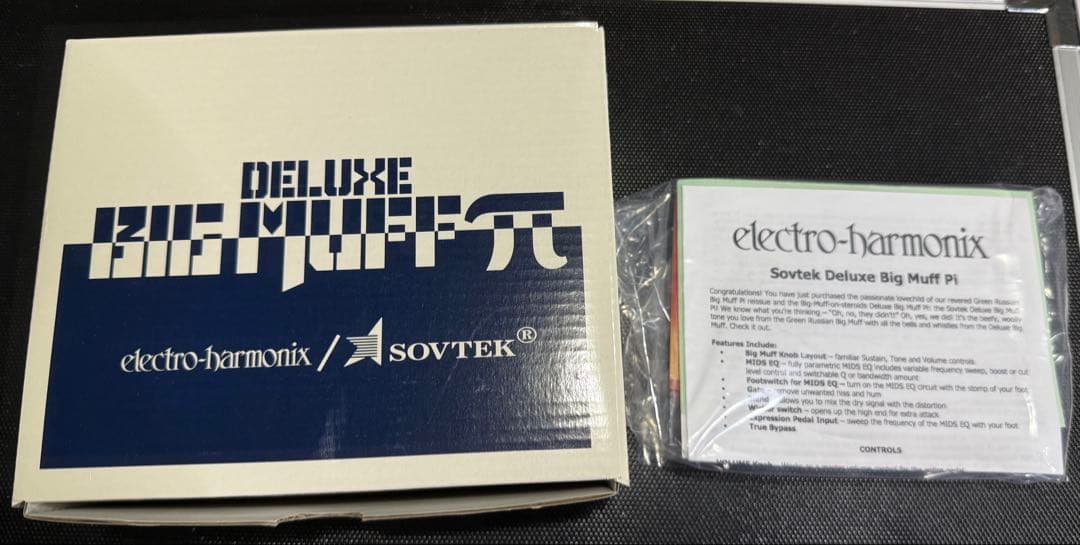 DELUXE
BIG MUFF π
electro-harmonix / SOVTEK®
electro-harmonix
Sovtek Deluxe Big Muff Pi
Congratulations! You have just purchased the passionate lovechild of our revered Green Russian
Big Muff Pi reissue and the Big-Muff-on-steroids Deluxe Big Muff Pi: the Sovtek Deluxe Big Muff
Pi! We know what you're thinking – "Oh, no, they didn't!" Oh, yes, we did! It's the beefy, wooly
tone you love from the Green Russian Big Muff with all the bells and whistles from the Deluxe Big
Muff. Check it out.
Features Include:
• Big Muff Knob Layout – familiar Sustain, Tone and Volume controls.
• MIDS EQ – fully parametric MIDS EQ includes variable frequency sweep, boost or cut
level control and switchable Q or bandwidth amount
• Footswitch for MIDS EQ – turn on the MIDS EQ circuit with the stomp of your foot
• Gate – remove unwanted hiss and hum
• Blend – allows you to mix the dry signal with the distortion
• Wicker switch – opens up the high end for extra attack
• Expression Pedal Input – sweep the frequency of the MIDS EQ with your foot
• True Bypass
CONTROLS